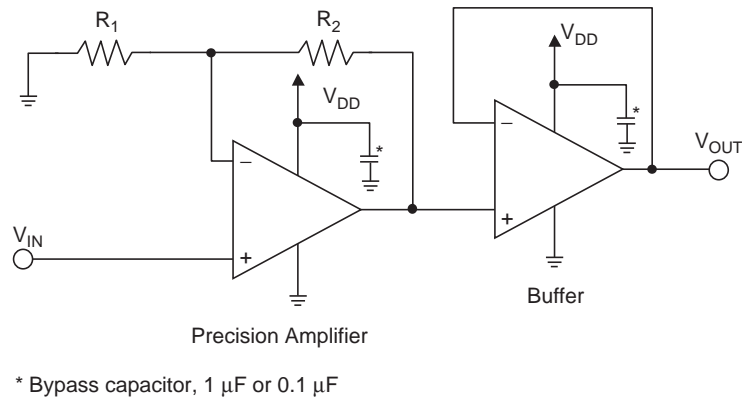 R1
R2
VDD
*
−
+
VIN
Precision Amplifier
VDD
*
−
+
VOUT
Buffer
* Bypass capacitor, 1 μF or 0.1 μF